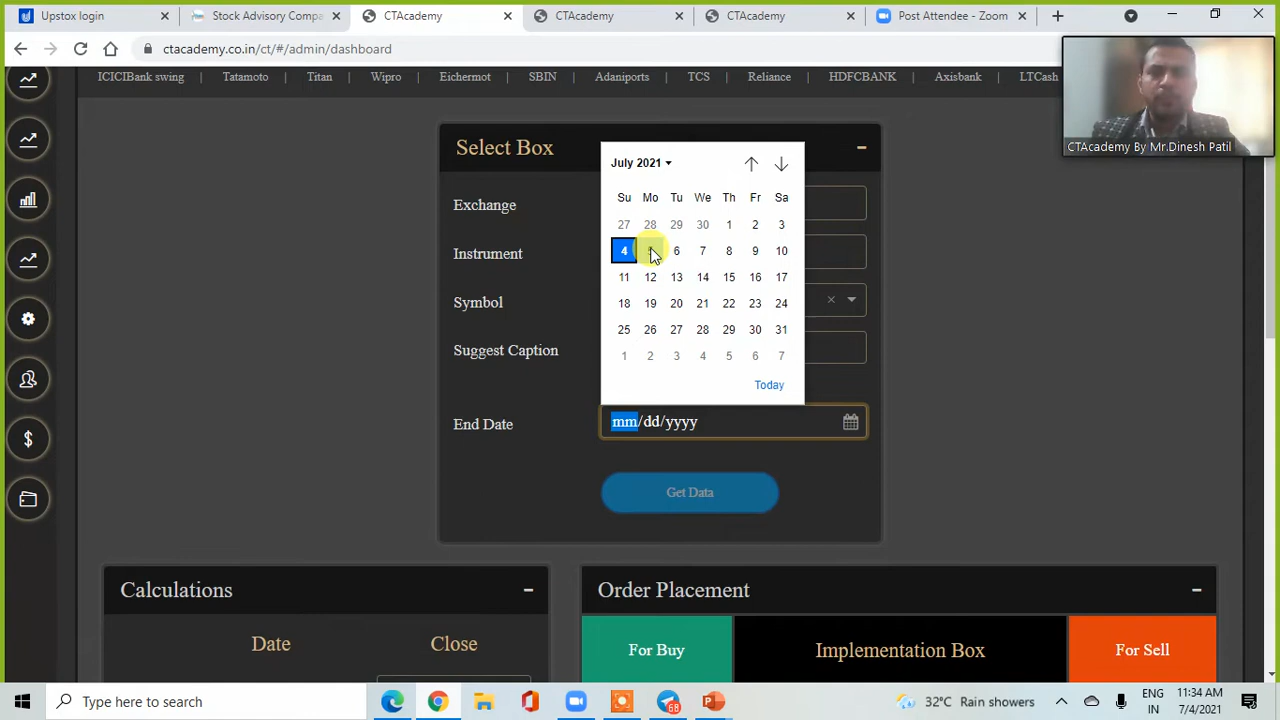 Upstox login
Stock Advisory Compa
CTAcademy
CTAcademy
CTAcademy
Post Attendee - Zoom
ctacademy.co.in/ct/#/admin/dashboard
ICICIBank swing | Tatamoto | Titan | Wipro | Eichermot | SBIN | Adaniports | TCS | Reliance | HDFCBANK | Axisbank | LTCash
CTAcademy By Mr.Dinesh Patil
Select Box
Exchange
Instrument
Symbol
Suggest Caption
July 2021
Su Mo Tu We Th Fr Sa
27 28 29 30 1 2 3
4 5 6 7 8 9 10
11 12 13 14 15 16 17
18 19 20 21 22 23 24
25 26 27 28 29 30 31
1 2 3 4 5 6 7
Today
End Date
mm/dd/yyyy
Get Data
Calculations
Date Close
Order Placement
For Buy
Implementation Box
For Sell
Type here to search
68
32°C Rain showers
ENG
IN
11:34 AM
7/4/2021